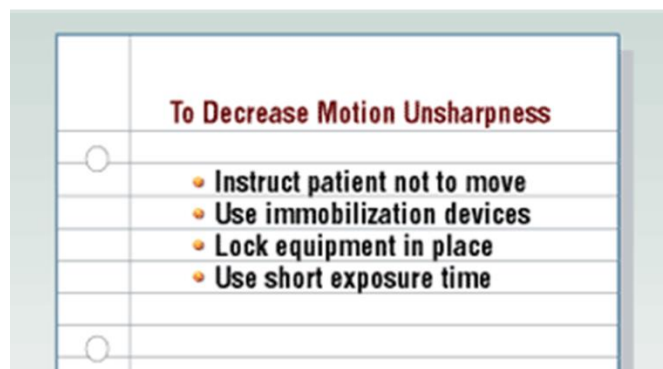 To Decrease Motion Unsharpness
• Instruct patient not to move
• Use immobilization devices
• Lock equipment in place
• Use short exposure time